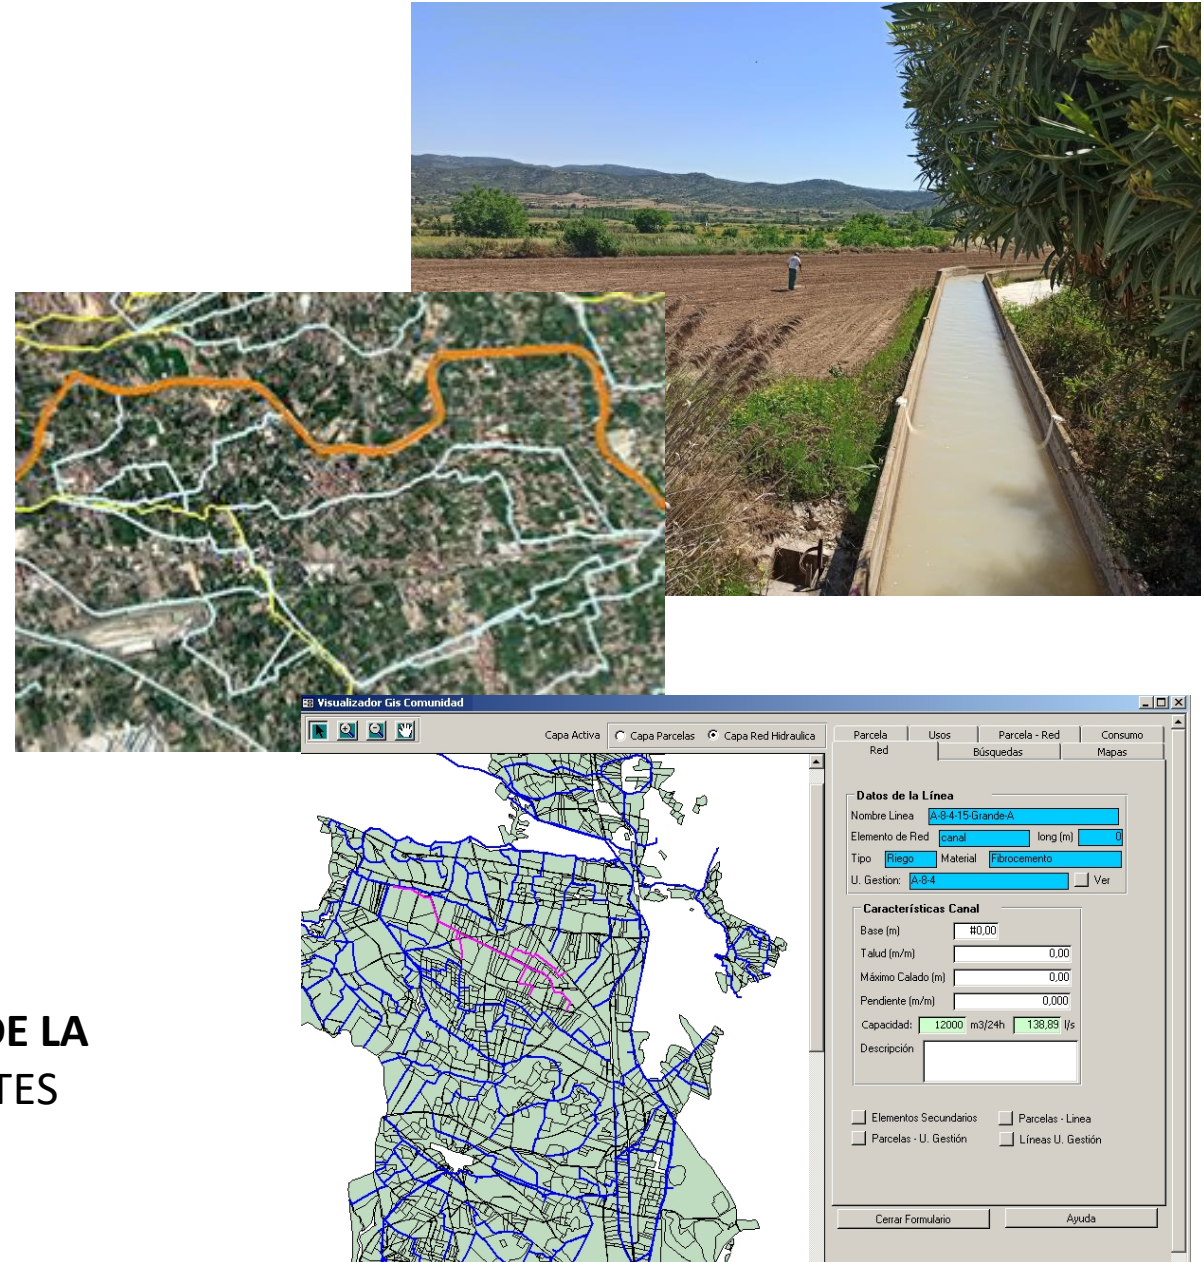 Visualizador Gis Comunidad
Capa Activa Capa Parcelas Capa Red Hidraulica
Parcela Usos Parcela - Red Consumo
Red Búsquedas Mapas
Datos de la Línea
Nombre Linea A-8-4-15-Grande-A
Elemento de Red canal long (m) 0
Tipo Riego Material Fibrocemento
U. Gestion: A-8-4 Ver
Características Canal
Base (m) #0,00
Talud (m/m) 0,00
Máximo Calado (m) 0,00
Pendiente (m/m) 0,000
Capacidad: 12000 m3/24h 138,89 l/s
Descripción
Elementos Secundarios Parcelas - Linea
Parcelas - U. Gestión Líneas U. Gestión
Cerrar Formulario Ayuda
DE LA
TES